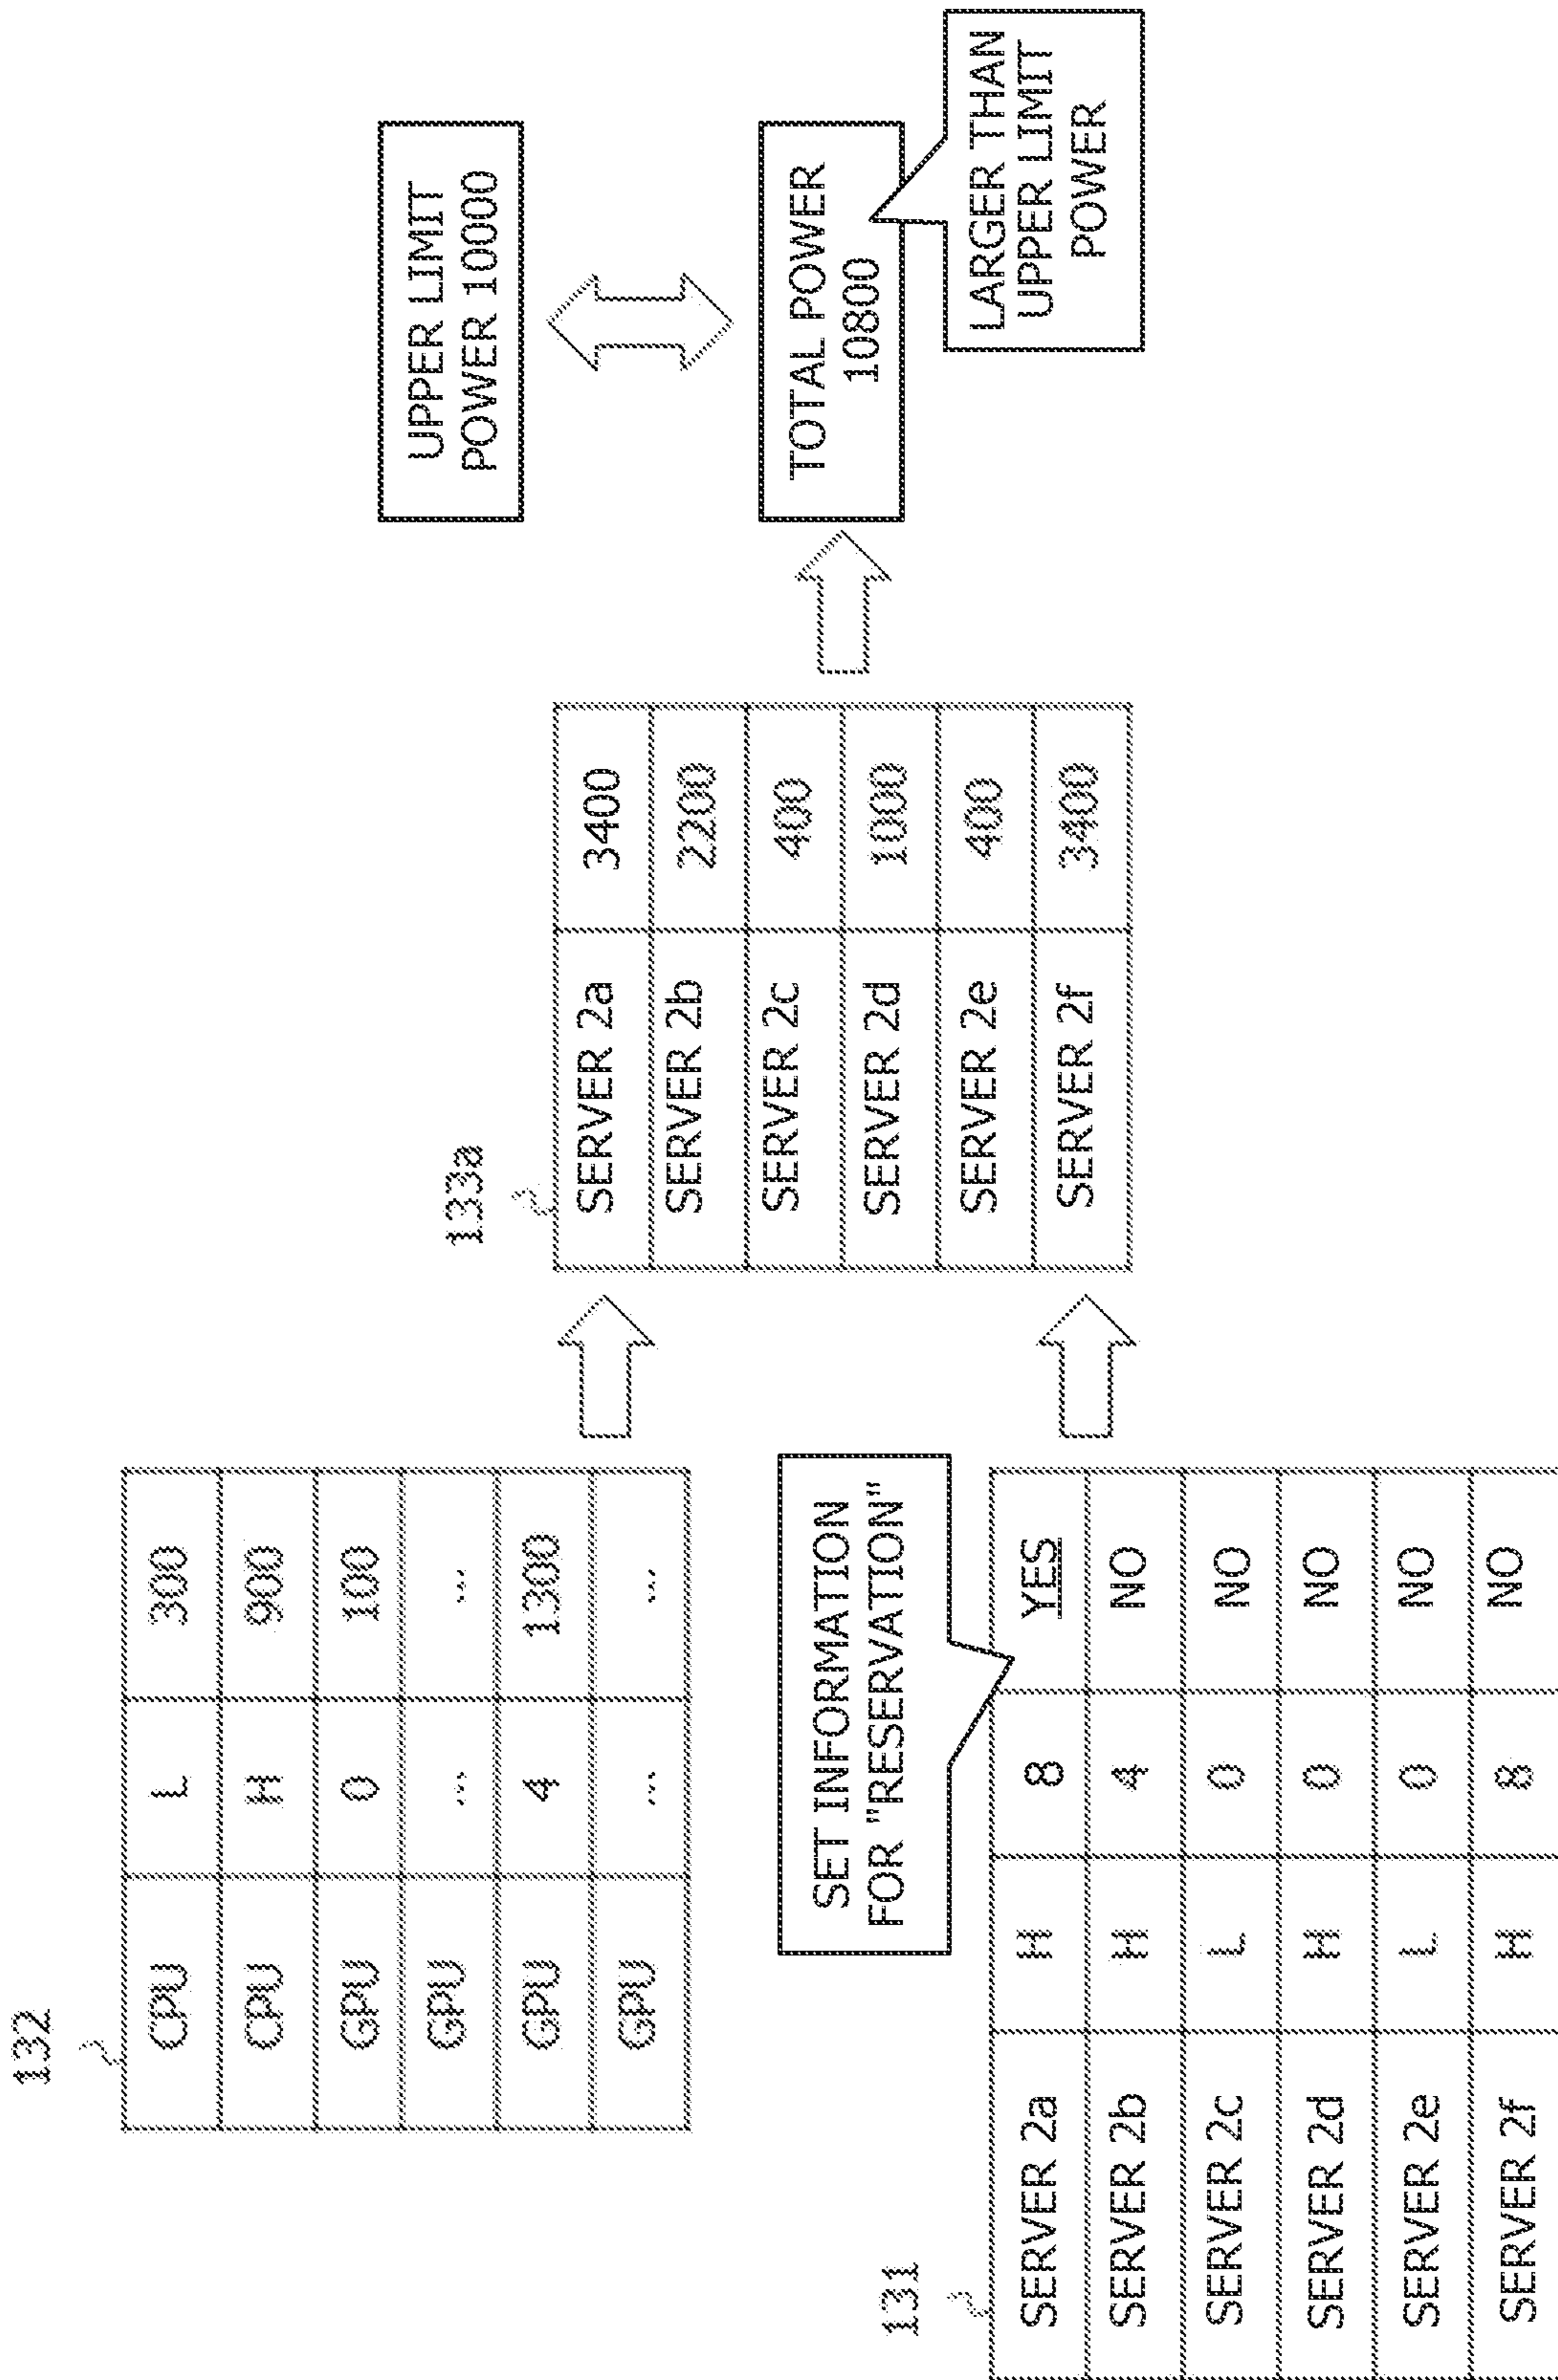 132
CPU L 300
CPU H 900
GPU 0 100
GPU ... ...
GPU 4 1300
GPU ... ...
SET INFORMATION
FOR "RESERVATION"
131
SERVER 2a H 8 YES
SERVER 2b H 4 NO
SERVER 2c L 0 NO
SERVER 2d H 0 NO
SERVER 2e L 0 NO
SERVER 2f H 8 NO
133a
SERVER 2a 3400
SERVER 2b 2200
SERVER 2c 400
SERVER 2d 1000
SERVER 2e 400
SERVER 2f 3400
UPPER LIMIT
POWER 10000
TOTAL POWER
10800
LARGER THAN
UPPER LIMIT
POWER